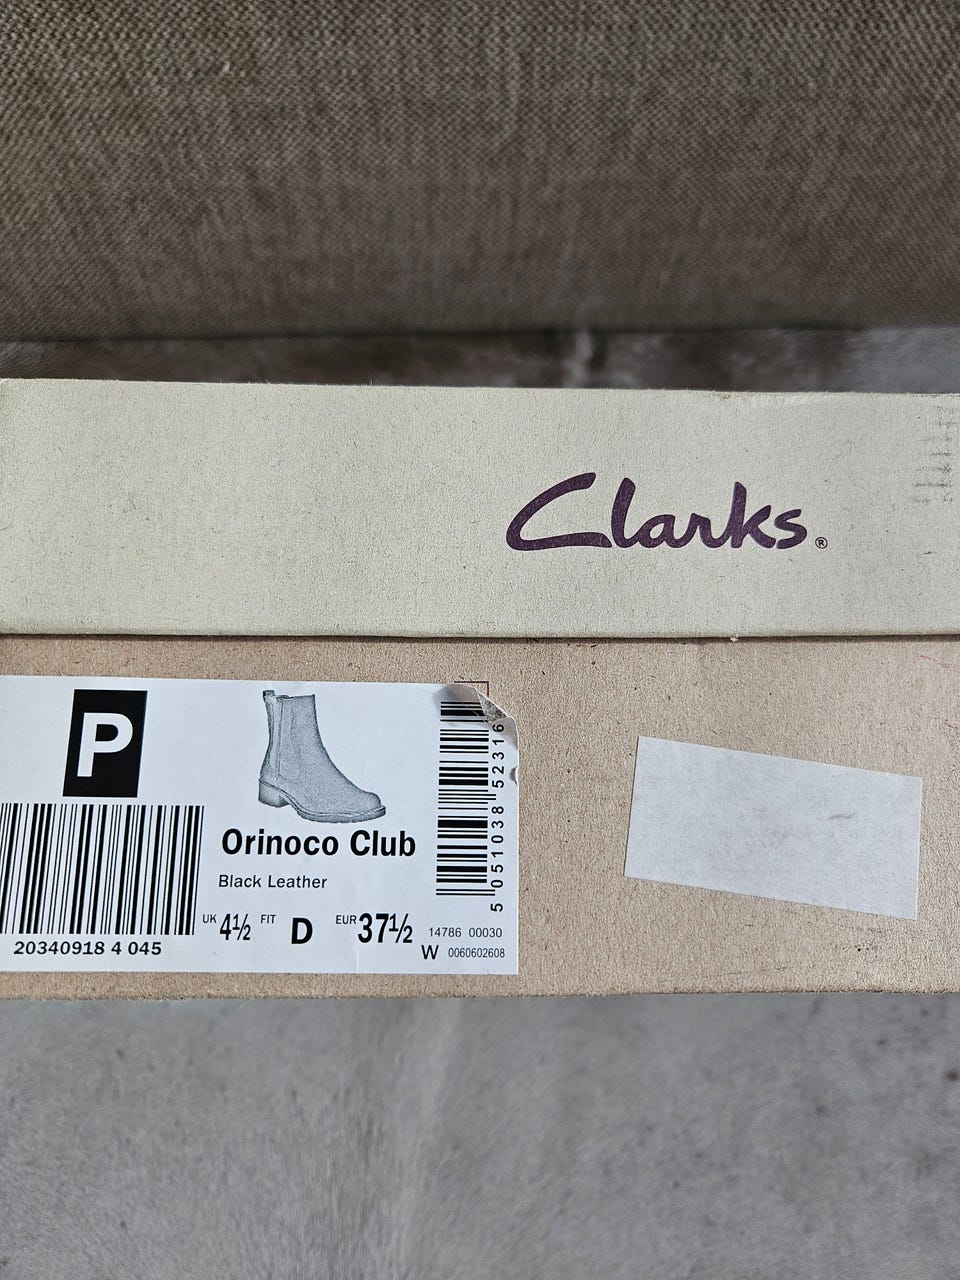 Clarks®
P
Orinoco Club
Black Leather
UK 4½ FIT D EUR 37½
20340918 4 045
5 051038 52316
14786 00030
W 0060602608